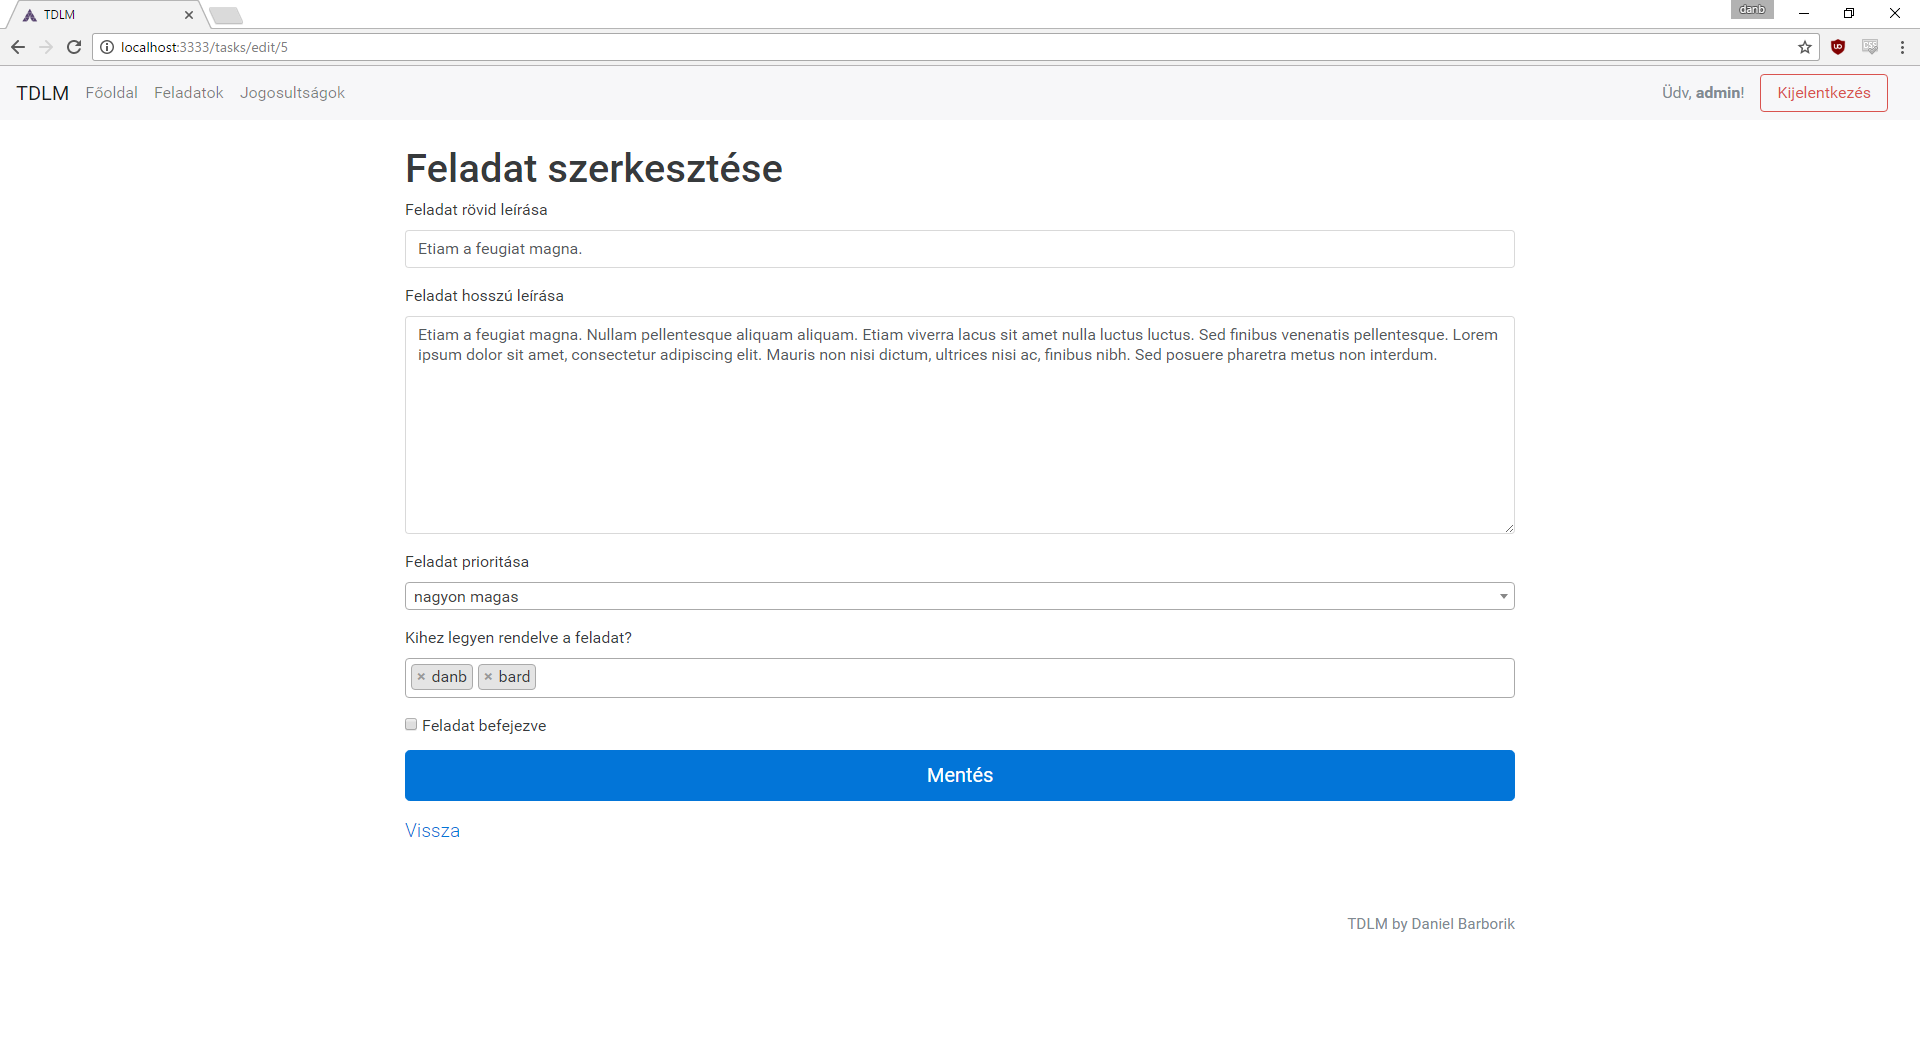 TDLM
danb
localhost:3333/tasks/edit/5
TDLM Főoldal Feladatok Jogosultságok Üdv, admin! Kijelentkezés
Feladat szerkesztése
Feladat rövid leírása
Etiam a feugiat magna.
Feladat hosszú leírása
Etiam a feugiat magna. Nullam pellentesque aliquam aliquam. Etiam viverra lacus sit amet nulla luctus luctus. Sed finibus venenatis pellentesque. Lorem
ipsum dolor sit amet, consectetur adipiscing elit. Mauris non nisi dictum, ultrices nisi ac, finibus nibh. Sed posuere pharetra metus non interdum.
Feladat prioritása
nagyon magas
Kihez legyen rendelve a feladat?
× danb × bard
Feladat befejezve
Mentés
Vissza
TDLM by Daniel Barborik